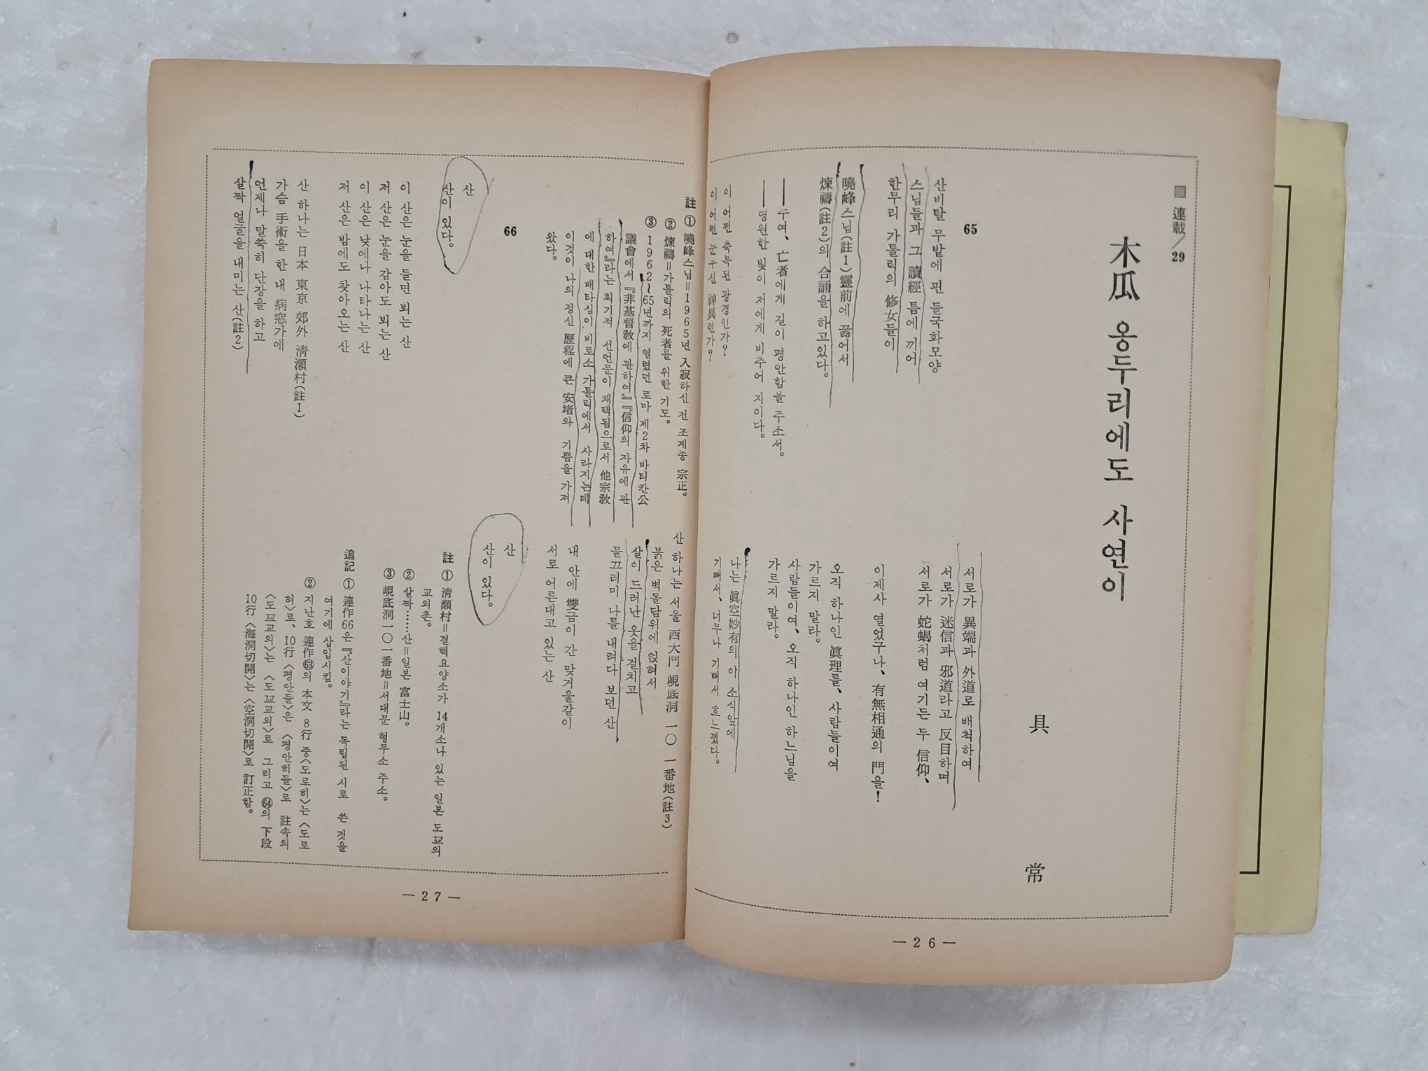 ■ 連載/29
木瓜 옹두리에도 사연이
具 常
65
산비탈 무밭에 핀 들국화모양
스님들과 그 讀經 틈에 끼어
한무리 가톨릭의 修女들이
曉峰스님(註1)靈前에 꿇어서
煉禱(註2)의 合誦을 하고있다.
——주여, 亡者에게 길이 평안함을 주소서.
——영원한 빛이 저에게 비추어 지이다.
이 어쩐 축복된 광경인가?
이 어쩐 눈부신 神異런가?
서로가 異端과 外道로 배척하여
서로가 迷信과 邪道라고 反目하며
서로가 蛇蝎처럼 여기든 두 信仰、
이제사 열었구나、有無相通의 門을!
오직 하나인 眞理를、사람들이여
가르지 말라.
사람들이여、오직 하나인 하느님을
가르지 말라.
나는 眞空妙有의 이 소식앞에
기뻐서、너무나 기뻐서 흐느꼈다.
—26—
註 ① 曉峰스님＝1965년 入寂하신 전 조계종 宗正。
② 煉禱＝가톨릭의 死者를 위한 기도。
③ 1962~65년까지 열렸던 로마 제2차 바티칸公
議會에서『非基督教에 관하여』『信仰의 자유에 관
하여』라는 획기적 선언문이 채택됨으로서 他宗教
에 대한 배타심이 비로소 가톨릭에서 사라지는데
이것이 나의 정신 歷程에 큰 安堵와 기쁨을 가져
왔다。
66
산
산이 있다。
이 산은 눈을 들면 뵈는 산
저 산은 눈을 감아도 뵈는 산
이 산은 낮에나 나타나는 산
저 산은 밤에도 찾아오는 산
산 하나는 日本 東京 郊外 淸瀨村(註1)
가슴 手術을 한 내 病窓가에
언제나 말쑥히 단장을 하고
살짝 얼굴을 내미는 산(註2)
산 하나는 서울 西大門 峴底洞 一〇一番地(註3)
붉은 벽돌담위에 얹혀서
살이 드러난 옷을 걸치고
물끄러미 나를 내려다 보던 산
내 안에 雙금이 간 맞거울같이
서로 어른대고 있는 산
산
산이 있다。
註 ① 淸瀨村＝결핵요양소가 14개소나 있는 일본 도꾜의
교외촌。
② 살짝……산＝일본 富士山。
③ 峴底洞一〇一番地＝서대문 형무소 주소。
追記 ① 連作66은『산이야기』라는 독립된 시로 쓴 것을
여기에 삽입시킴。
② 지난호 連作㊿의 本文 8行 중〈도로히〉는〈도로
혀〉로、10行〈평안들〉은〈평안히들〉로 註속의
〈도꾜교외〉는〈도꾜교외〉로 그리고 의 下段
10行〈海洞切開〉는〈空洞切開〉로 訂正함。
—27—